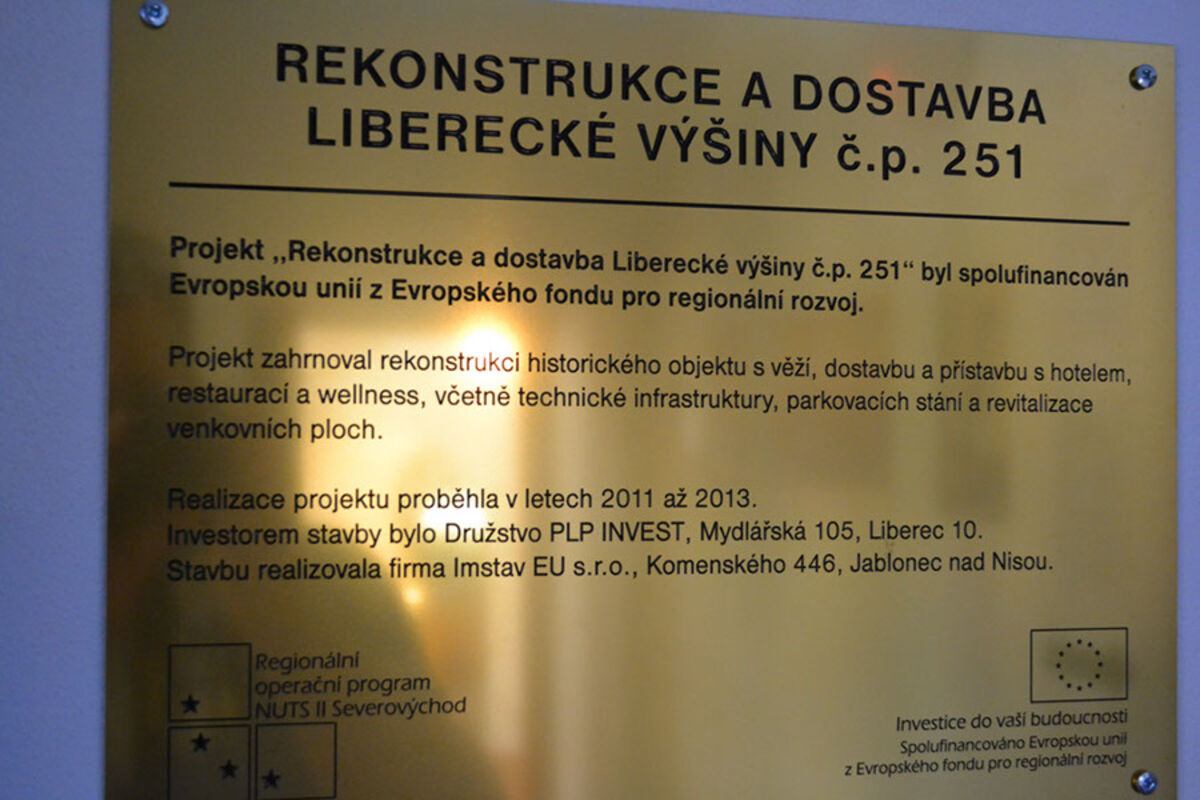 REKONSTRUKCE A DOSTAVBA
LIBERECKÉ VÝŠINY č.p. 251
Projekt ,,Rekonstrukce a dostavba Liberecké výšiny č.p. 251“ byl spolufinancován
Evropskou unií z Evropského fondu pro regionální rozvoj.
Projekt zahrnoval rekonstrukci historického objektu s věží, dostavbu a přístavbu s hotelem,
restaurací a wellness, včetně technické infrastruktury, parkovacích stání a revitalizace
venkovních ploch.
Realizace projektu proběhla v letech 2011 až 2013.
Investorem stavby bylo Družstvo PLP INVEST, Mydlářská 105, Liberec 10.
Stavbu realizovala firma Imstav EU s.r.o., Komenského 446, Jablonec nad Nisou.
Regionální
operační program
NUTS II Severovýchod
Investice do vaší budoucnosti
Spolufinancováno Evropskou unií
z Evropského fondu pro regionální rozvoj